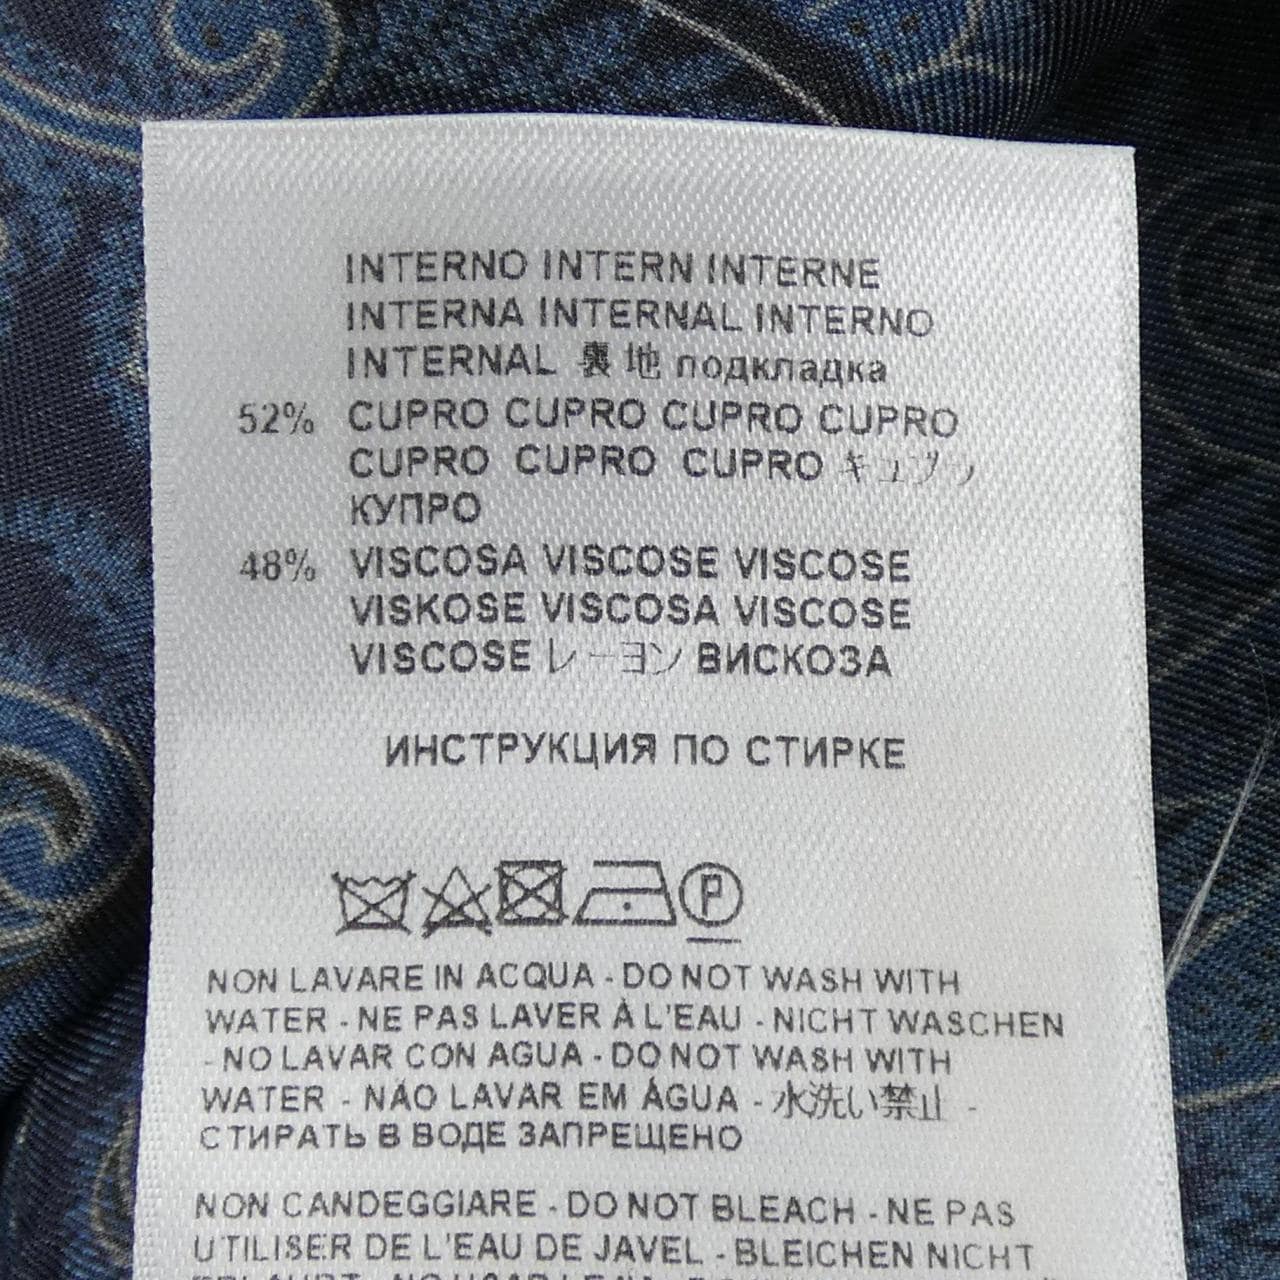 INTERNO INTERN INTERNE
INTERNA INTERNAL INTERNO
INTERNAL 裏地 подкладка
52% CUPRO CUPRO CUPRO CUPRO
CUPRO CUPRO CUPRO キュプラ
КУПРО
48% VISCOSA VISCOSE VISCOSE
VISKOSE VISCOSA VISCOSE
VISCOSE レーヨン ВИСКОЗА
ИНСТРУКЦИЯ ПО СТИРКЕ
P
NON LAVARE IN ACQUA - DO NOT WASH WITH
WATER - NE PAS LAVER À L'EAU - NICHT WASCHEN
- NO LAVAR CON AGUA - DO NOT WASH WITH
WATER - NÃO LAVAR EM ÁGUA - 水洗い禁止 -
СТИРАТЬ В ВОДЕ ЗАПРЕЩЕНО
NON CANDEGGIARE - DO NOT BLEACH - NE PAS
UTILISER DE L'EAU DE JAVEL - BLEICHEN NICHT